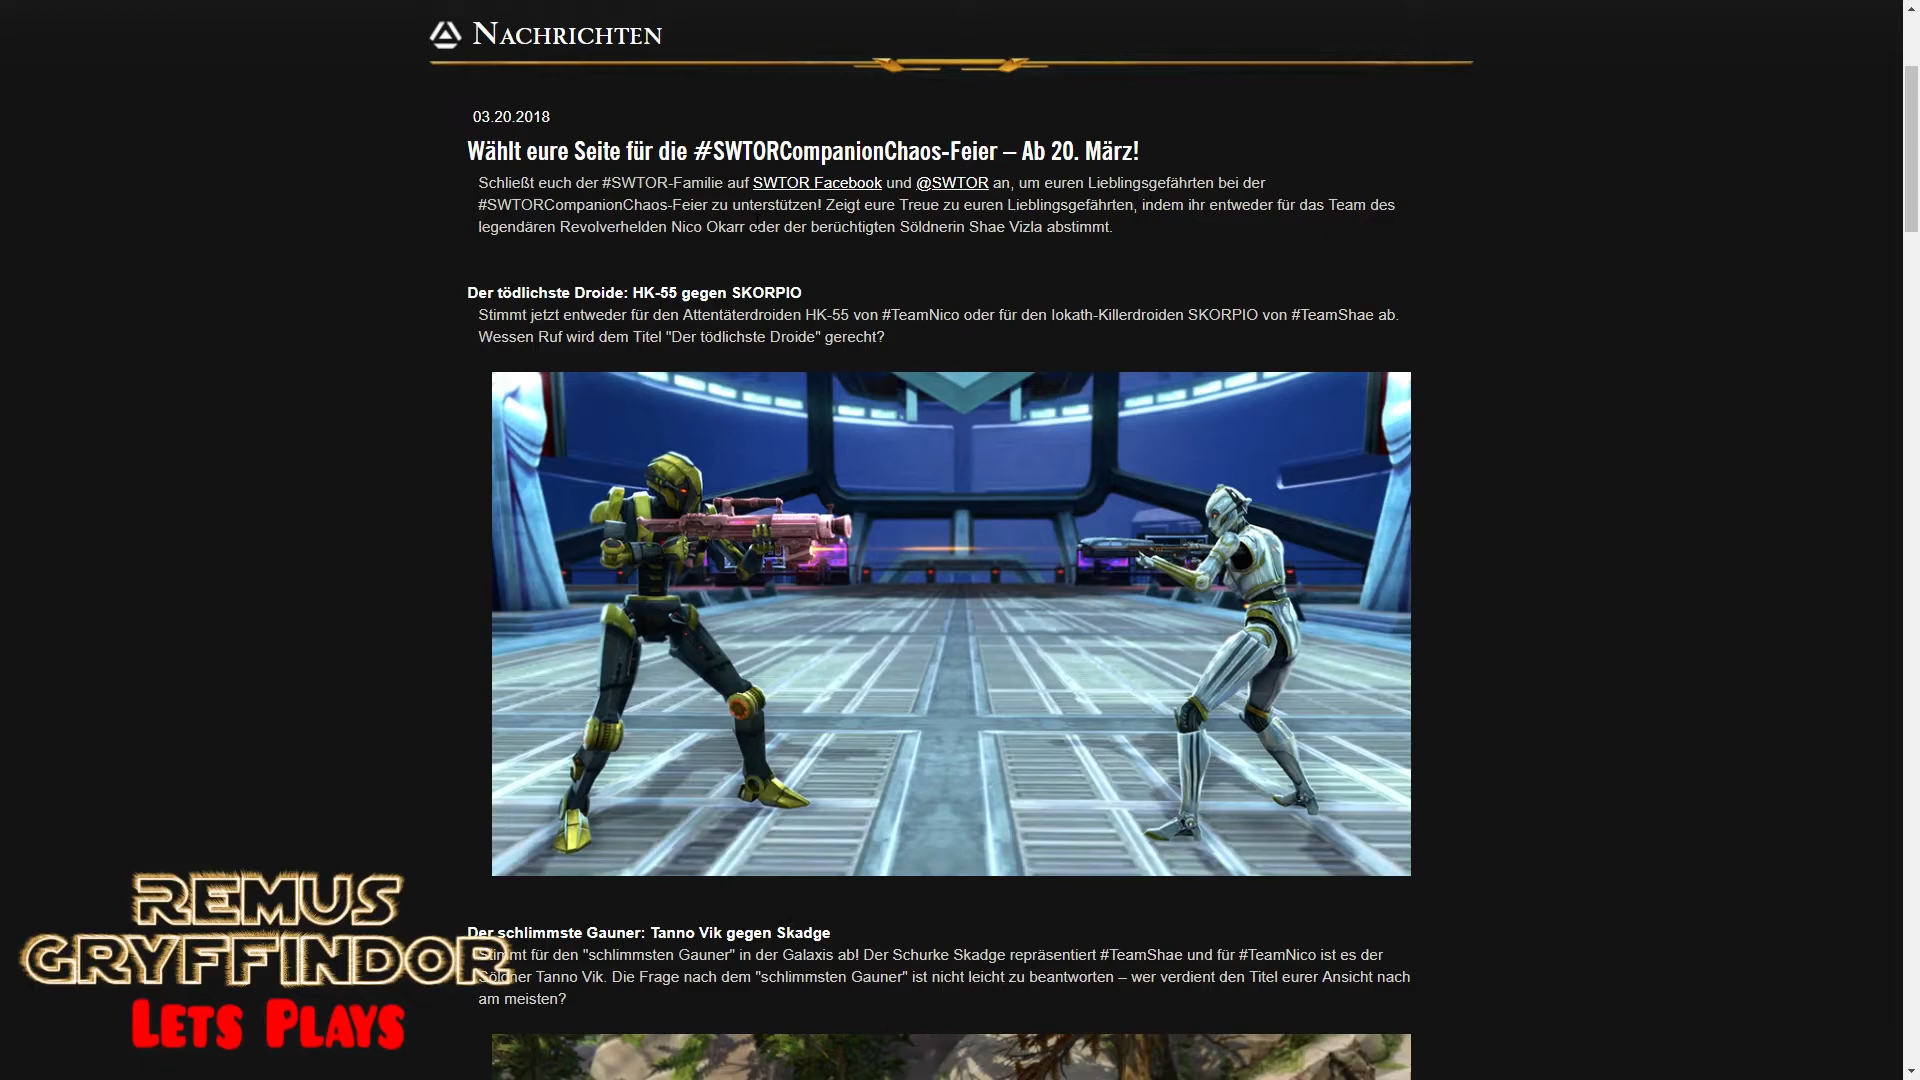 Nachrichten
03.20.2018
Wählt eure Seite für die #SWTORCompanionChaos-Feier – Ab 20. März!
Schließt euch der #SWTOR-Familie auf SWTOR Facebook und @SWTOR an, um euren Lieblingsgefährten bei der
#SWTORCompanionChaos-Feier zu unterstützen! Zeigt eure Treue zu euren Lieblingsgefährten, indem ihr entweder für das Team des
legendären Revolverhelden Nico Okarr oder der berüchtigten Söldnerin Shae Vizla abstimmt.
Der tödlichste Droide: HK-55 gegen SKORPIO
Stimmt jetzt entweder für den Attentäterdroiden HK-55 von #TeamNico oder für den Iokath-Killerdroiden SKORPIO von #TeamShae ab.
Wessen Ruf wird dem Titel "Der tödlichste Droide" gerecht?
Der schlimmste Gauner: Tanno Vik gegen Skadge
Stimmt für den "schlimmsten Gauner" in der Galaxis ab! Der Schurke Skadge repräsentiert #TeamShae und für #TeamNico ist es der
Söldner Tanno Vik. Die Frage nach dem "schlimmsten Gauner" ist nicht leicht zu beantworten – wer verdient den Titel eurer Ansicht nach
am meisten?
REMUS
GRYFFINDOR
LETS PLAYS